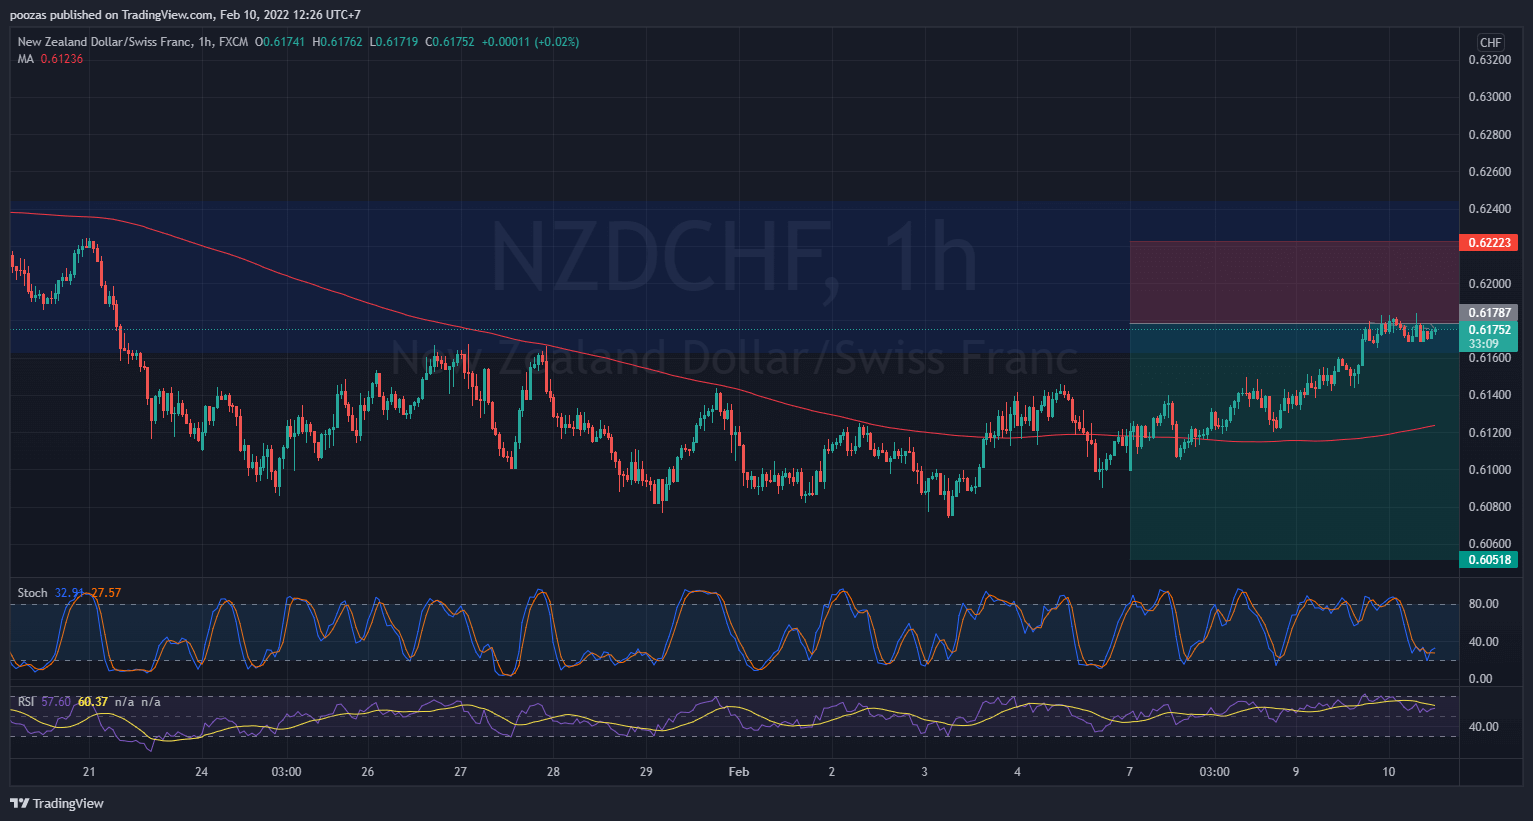 poozas published on TradingView.com, Feb 10, 2022 12:26 UTC+7
New Zealand Dollar/Swiss Franc, 1h, FXCM O0.61741 H0.61762 L0.61719 C0.61752 +0.00011 (+0.02%)
MA 0.61236
CHF
0.63200
0.63000
0.62800
0.62600
0.62400
0.62223
0.62000
0.61787
0.61752
33:09
0.61600
0.61400
0.61200
0.61000
0.60800
0.60600
0.60518
NZDCHF, 1h
New Zealand Dollar/Swiss Franc
Stoch 32.91 27.57
80.00
40.00
0.00
RSI 57.60 60.37 n/a n/a
40.00
21 24 03:00 26 27 28 29 Feb 2 3 4 7 03:00 9 10
TradingView